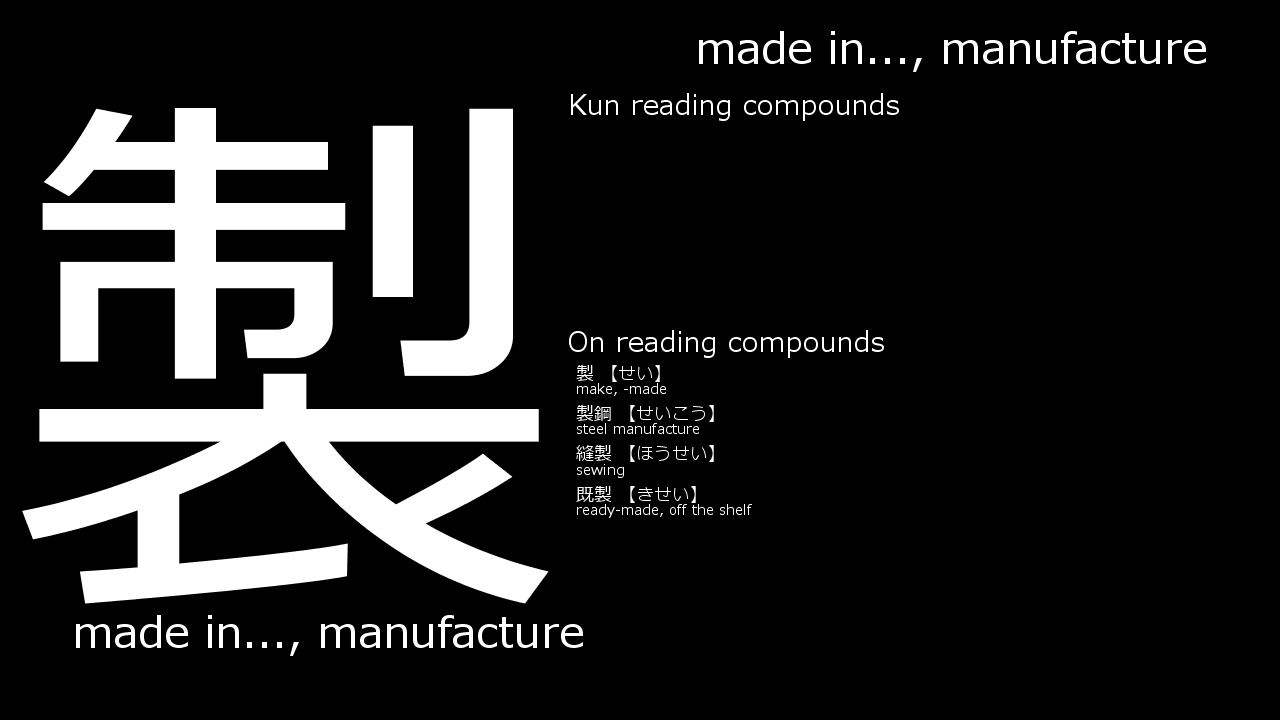 製
made in..., manufacture
made in..., manufacture
Kun reading compounds
On reading compounds
製 【せい】
make, -made
製鋼 【せいこう】
steel manufacture
縫製 【ほうせい】
sewing
既製 【きせい】
ready-made, off the shelf